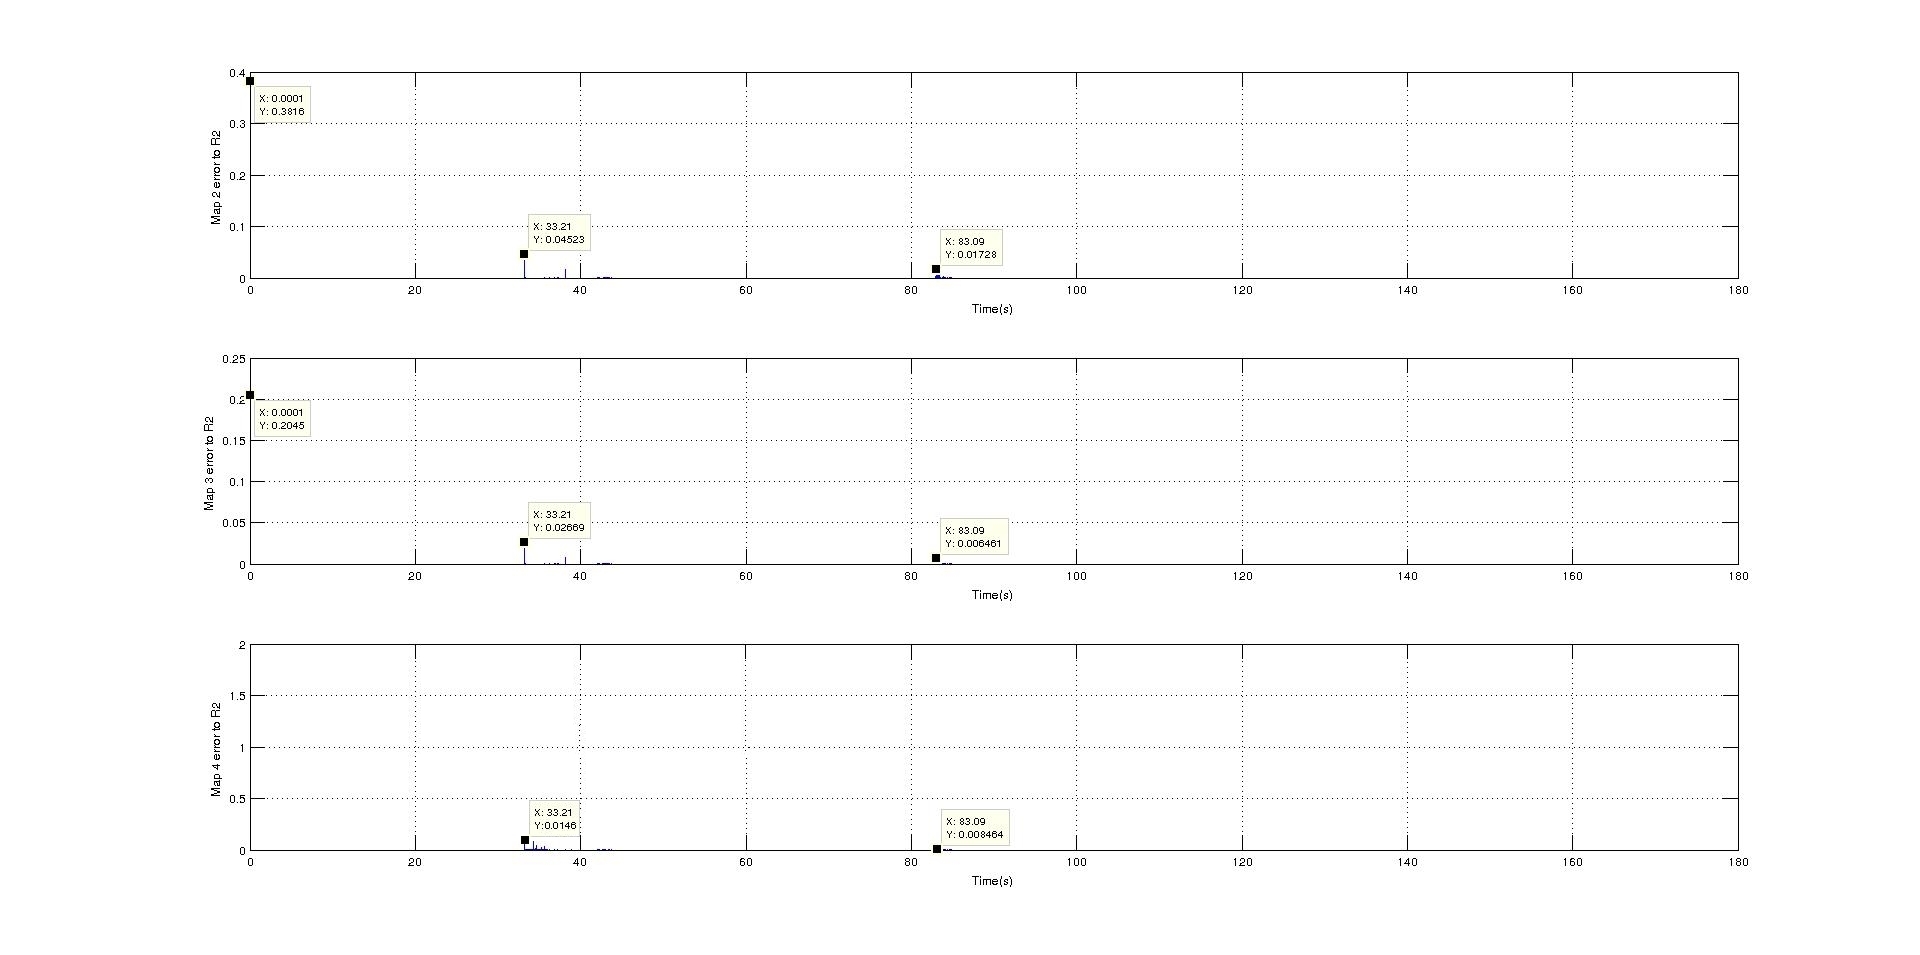 0.4
X: 0.0001
Y: 0.3816
0.3
Map 2 error to R2
0.2
X: 33.21
Y: 0.04523
0.1
X: 83.09
Y: 0.01728
0
0 20 40 60 80 100 120 140 160 180
Time(s)
0.25
0.2
X: 0.0001
Y: 0.2045
Map 3 error to R2
0.15
0.1
X: 33.21
Y: 0.02669
0.05
X: 83.09
Y: 0.006461
0
0 20 40 60 80 100 120 140 160 180
Time(s)
2
1.5
Map 4 error to R2
1
0.5
X: 33.21
Y:0.0146
X: 83.09
Y: 0.008464
0
0 20 40 60 80 100 120 140 160 180
Time(s)